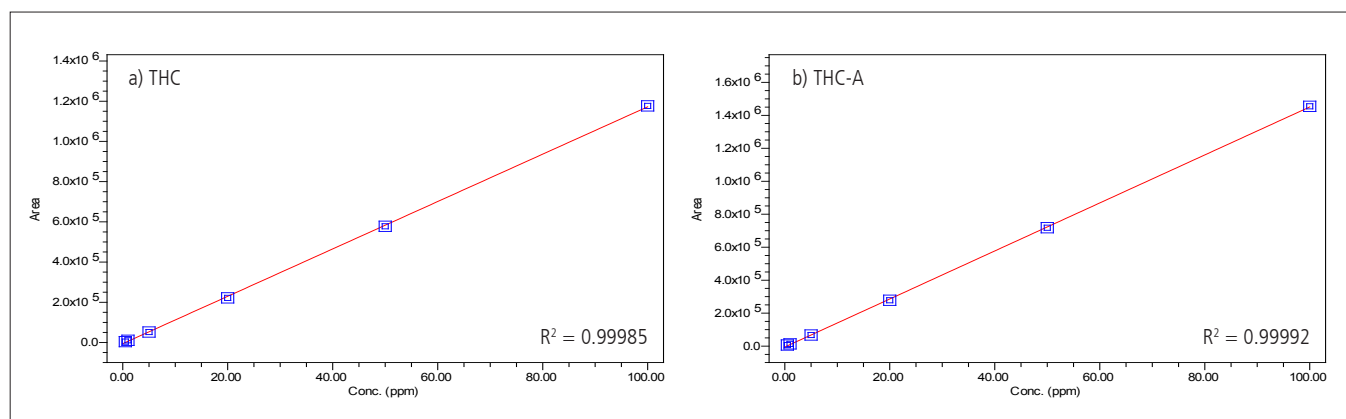 a) THC
1.4x10 6
1.2x10 6
1.0x10 6
8.0x10 5
6.0x10 5
4.0x10 5
2.0x10 5
0.0
Area
R2 = 0.99985
0.00 20.00 40.00 60.00 80.00 100.00
Conc. (ppm)
b) THC-A
1.6x10 6
1.4x10 6
1.2x10 6
1.0x10 6
8.0x10 5
6.0x10 5
4.0x10 5
2.0x10 5
0.0
Area
R2 = 0.99992
0.00 20.00 40.00 60.00 80.00 100.00
Conc. (ppm)